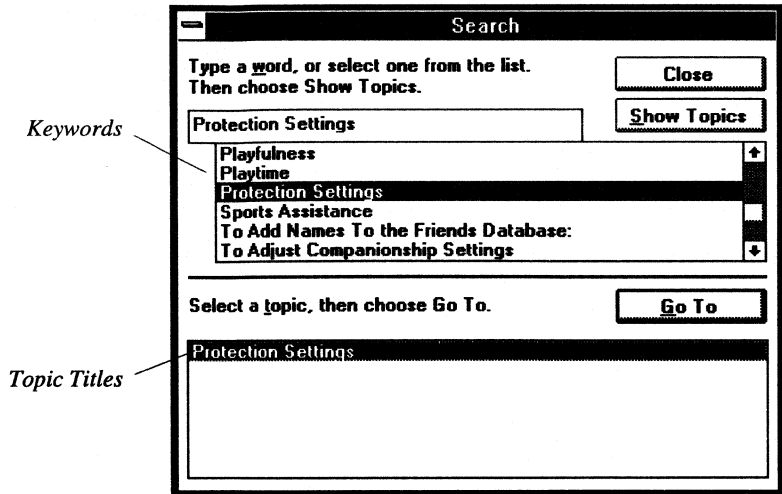 Search
Type a word, or select one from the list.
Then choose Show Topics.
Close
Show Topics
Keywords
Protection Settings
Playfulness
Playtime
Protection Settings
Sports Assistance
To Add Names To the Friends Database:
To Adjust Companionship Settings
Select a topic, then choose Go To.
Go To
Topic Titles
Protection Settings